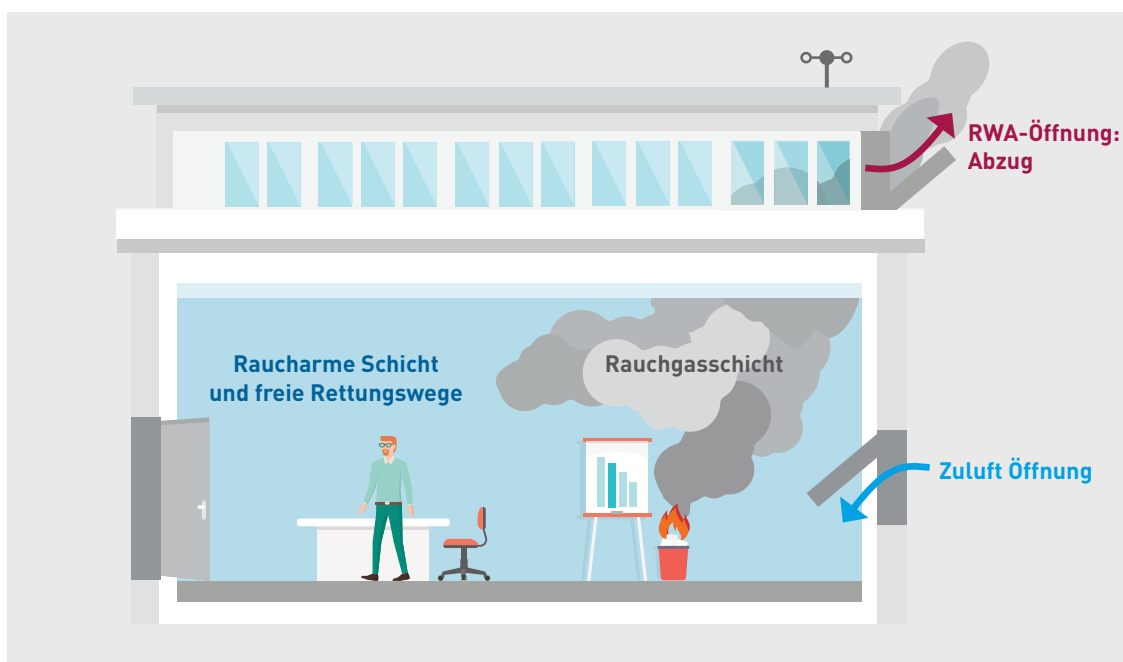 RWA-Öffnung:
Abzug
Raucharme Schicht
und freie Rettungswege
Rauchgasschicht
Zuluft Öffnung